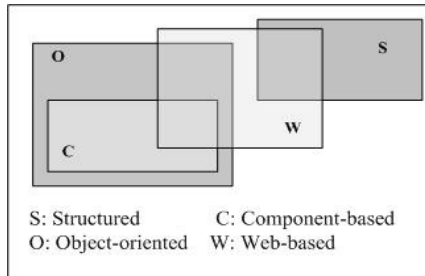 O
S
W
C
S: Structured C: Component-based
O: Object-oriented W: Web-based